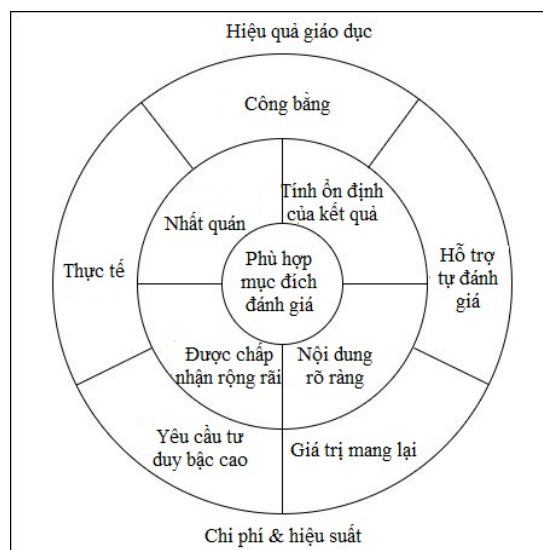 Hiệu quả giáo dục
Công bằng
Tính ổn định
của kết quả
Nhất quán
Thực tế
Hỗ trợ
tự đánh
giá
Phù hợp
mục đích
đánh giá
Được chấp
nhận rộng rãi
Nội dung
rõ ràng
Yêu cầu tư
duy bậc cao
Giá trị mang lại
Chi phí & hiệu suất